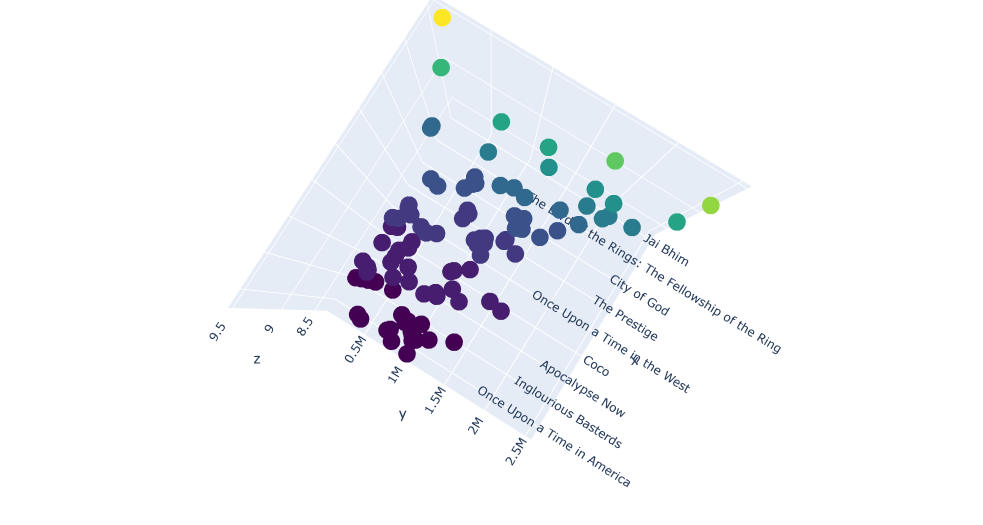 The Lord of the Rings: The Fellowship of the Ring
Jai Bhim
City of God
The Prestige
Once Upon a Time in the West
Coco
Apocalypse Now
Inglourious Basterds
Once Upon a Time in America
x
9.5
9
8.5
z
0.5M
1M
1.5M
2M
2.5M
y